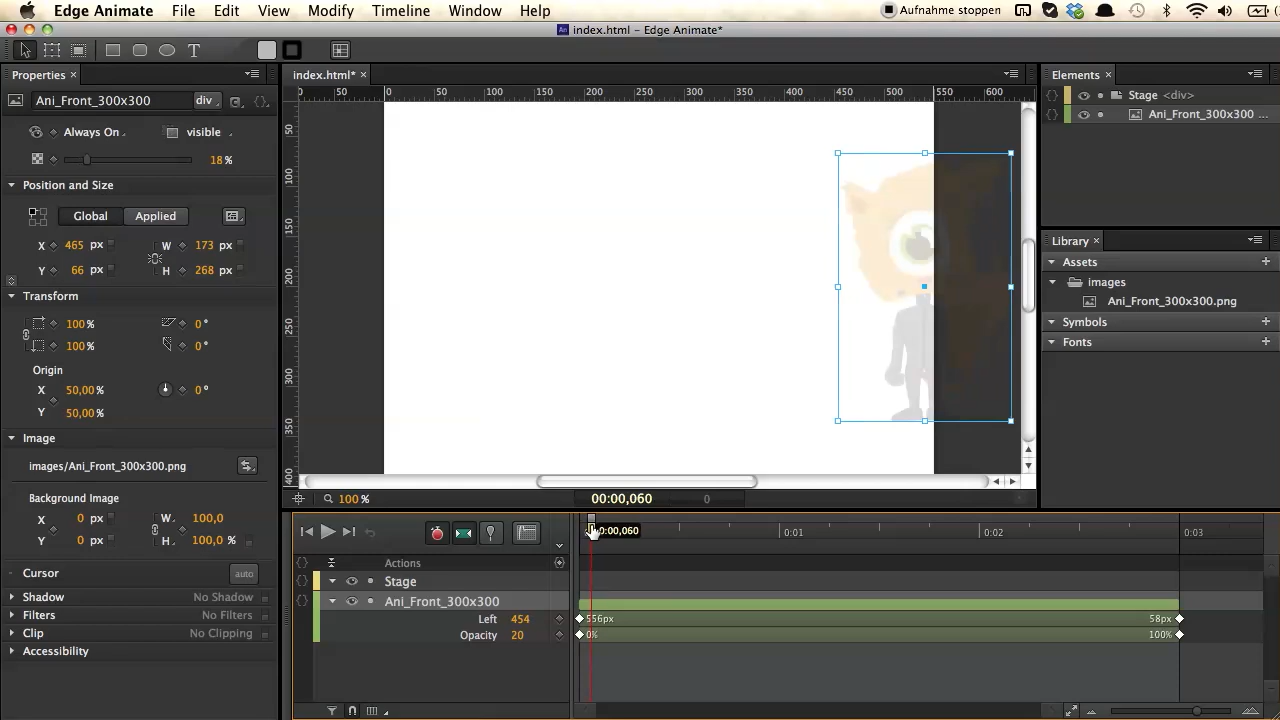 Edge Animate File Edit View Modify Timeline Window Help Aufnahme stoppen
index.html – Edge Animate*
T
Properties × index.html* × Elements ×
Ani_Front_300x300 div
0 50 0 50 100 150 200 250 300 350 400 450 500 550 600
Stage <div>
Ani_Front_300x300 ...
Always On visible
18 %
Position and Size
Global Applied
X 465 px W 173 px
Y 66 px H 268 px
50 100 150 200 250 300 350 400
Library ×
Assets +
images
Ani_Front_300x300.png
Symbols +
Fonts +
Transform
100 % 0 °
100 % 0 °
Origin
X 50,00 % 0 °
Y 50,00 %
Image
images/Ani_Front_300x300.png
Background Image
X 0 px W. 100,0
Y 0 px H. 100,0 %
Cursor auto
Shadow No Shadow
Filters No Filters
Clip No Clipping
Accessibility
100 % 00:00,060 0
0:00,060 0:01 0:02 0:03
Actions
Stage
Ani_Front_300x300
Left 454 556px 58px
Opacity 20 0% 100%